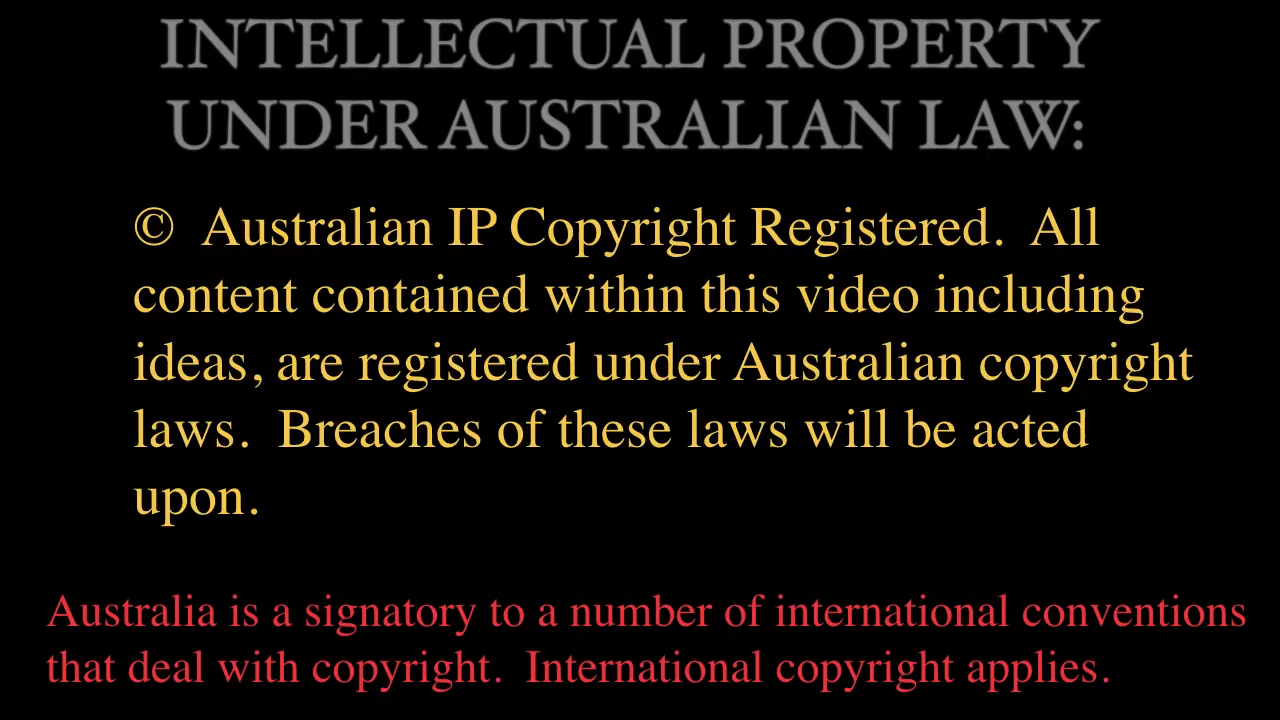 INTELLECTUAL PROPERTY
UNDER AUSTRALIAN LAW:
© Australian IP Copyright Registered. All
content contained within this video including
ideas, are registered under Australian copyright
laws. Breaches of these laws will be acted
upon.
Australia is a signatory to a number of international conventions
that deal with copyright. International copyright applies.